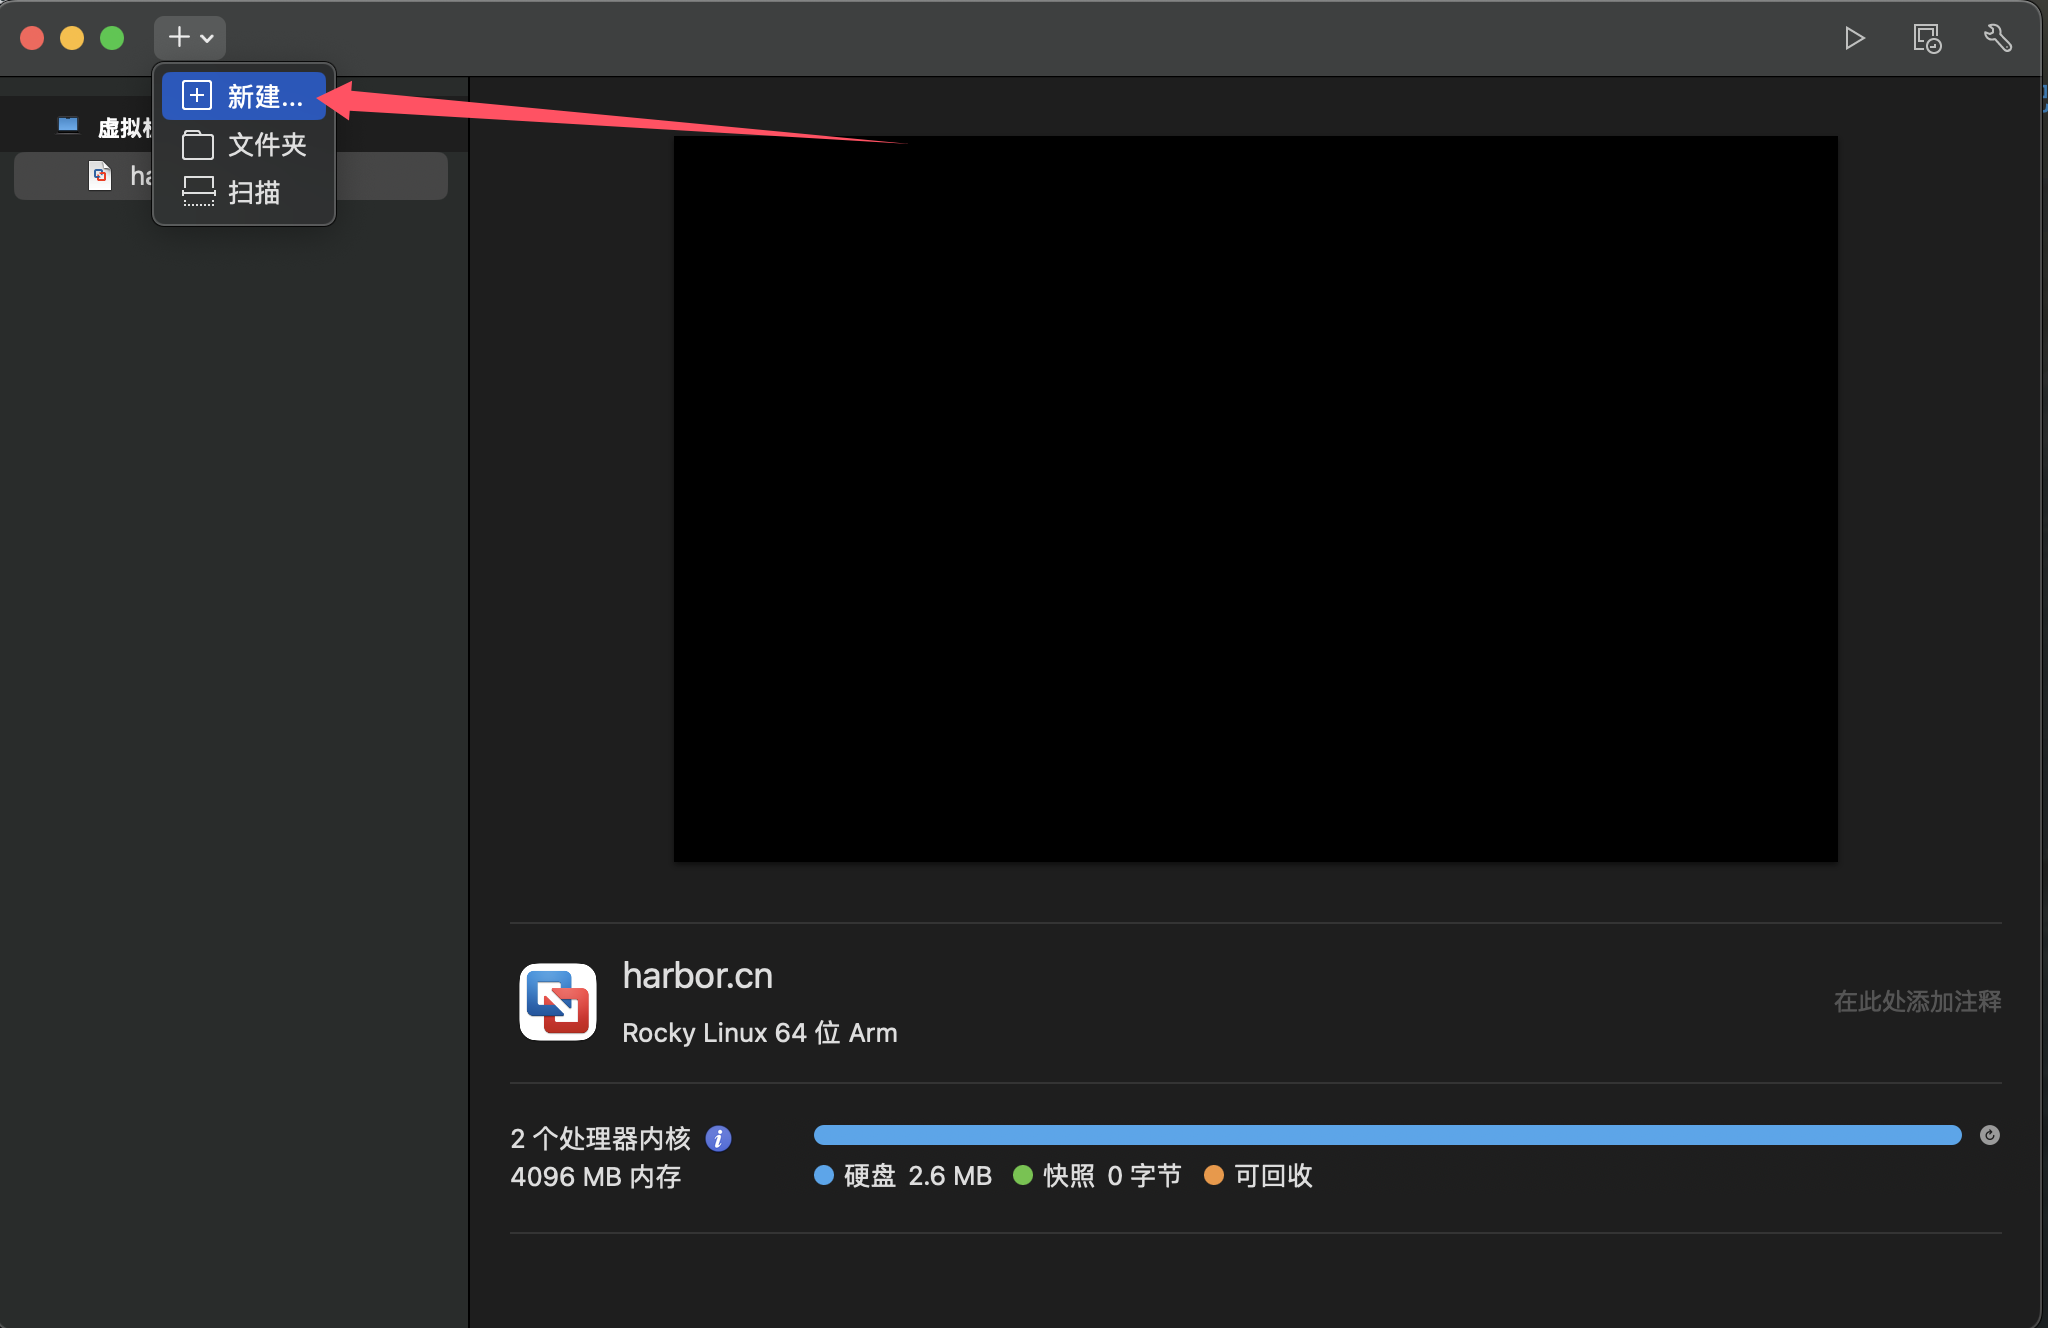 新建...
虚拟
文件夹
ha
扫描
harbor.cn
Rocky Linux 64 位 Arm
在此处添加注释
2 个处理器内核
4096 MB 内存
硬盘 2.6 MB 快照 0 字节 可回收